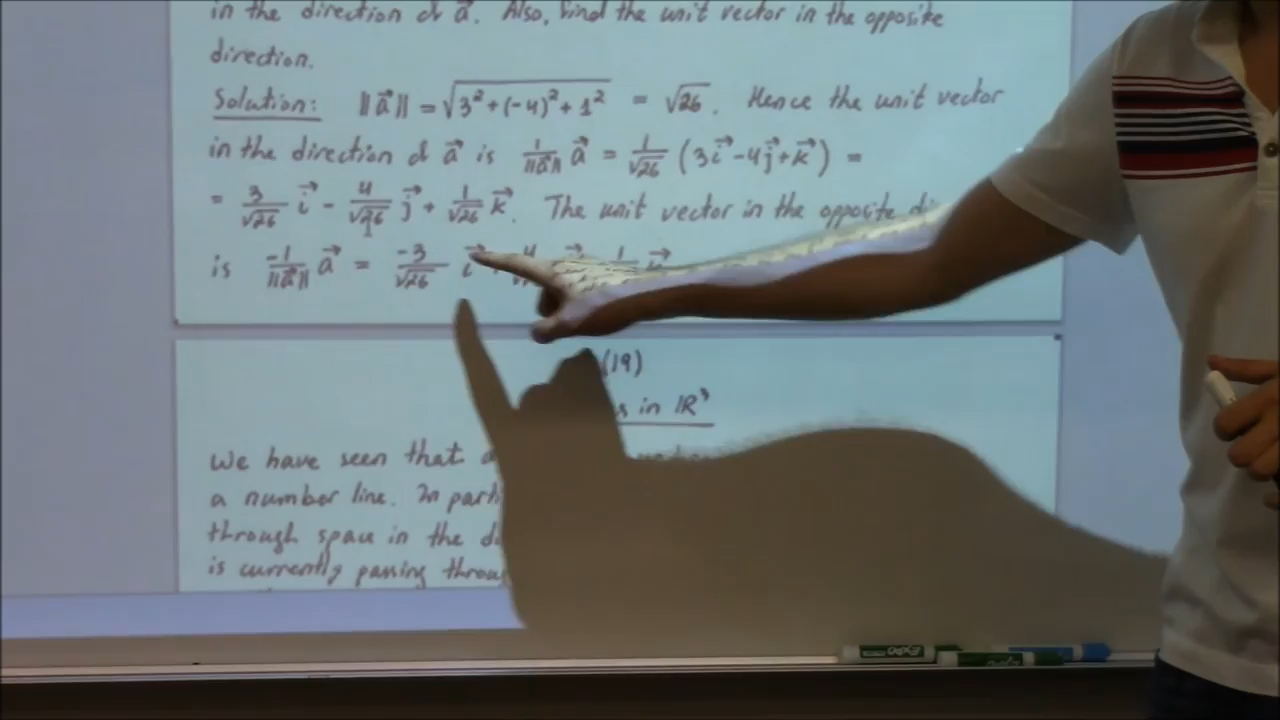 in the direction of a⃗. Also, find the unit vector in the opposite
direction.
Solution: ||a⃗|| = √(3² + (-4)² + 1²) = √26. Hence the unit vector
in the direction of a⃗ is 1/||a⃗|| a⃗ = 1/√26 (3i⃗ - 4j⃗ + k⃗) =
= 3/√26 i⃗ - 4/√26 j⃗ + 1/√26 k⃗. The unit vector in the opposite
is -1/||a⃗|| a⃗ = -3/√26 i⃗
(19)
in ℝ³
We have seen that
a number line. In
through space in the
is currently passing
EXPO